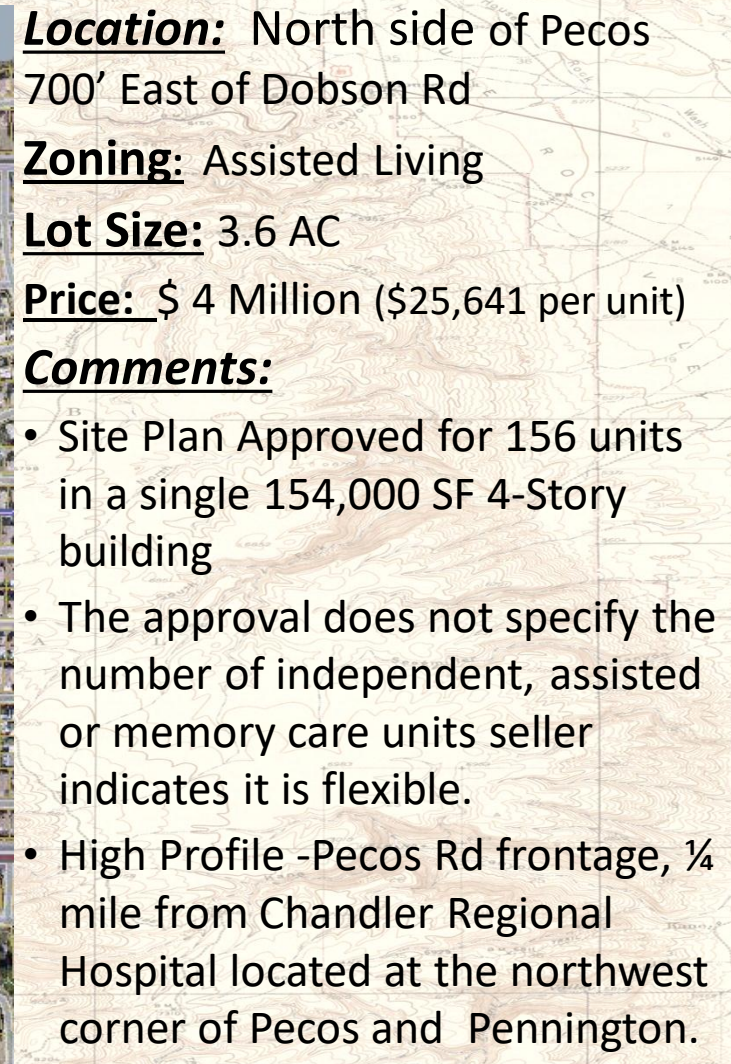 Location: North side of Pecos
700’ East of Dobson Rd
Zoning: Assisted Living
Lot Size: 3.6 AC
Price: $ 4 Million ($25,641 per unit)
Comments:
• Site Plan Approved for 156 units
in a single 154,000 SF 4-Story
building
• The approval does not specify the
number of independent, assisted
or memory care units seller
indicates it is flexible.
• High Profile -Pecos Rd frontage, ¼
mile from Chandler Regional
Hospital located at the northwest
corner of Pecos and Pennington.